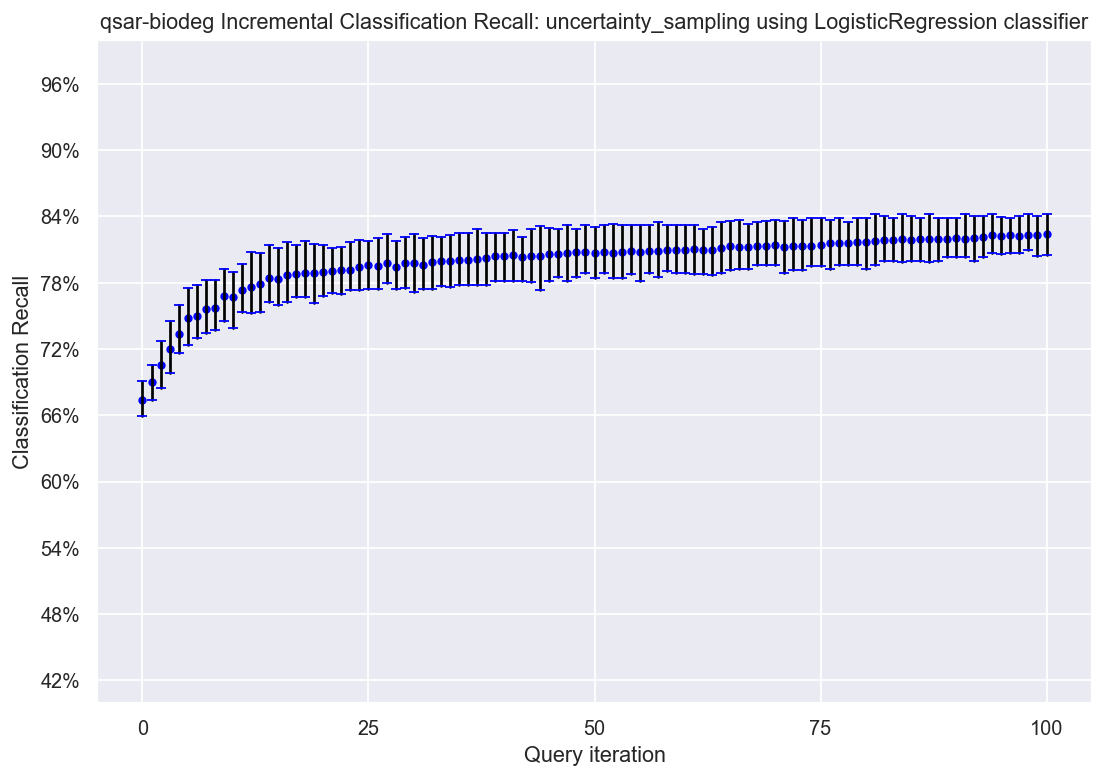 qsar-biodeg Incremental Classification Recall: uncertainty_sampling using LogisticRegression classifier
96%
90%
84%
78%
72%
66%
60%
54%
48%
42%
Classification Recall
0 25 50 75 100
Query iteration